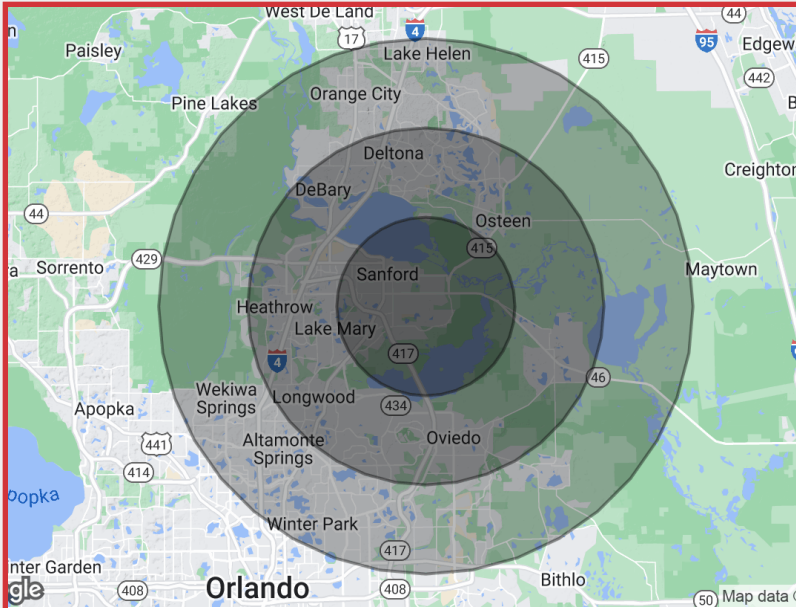 West De Land
44
4
17
n
Paisley
Lake Helen
415
95
Edgew
442
Orange City
Pine Lakes
B
Deltona
Creighton
DeBary
44
Osteen
415
429
a
Sorrento
Sanford
Maytown
Heathrow
Lake Mary
417
4
46
Wekiwa
Springs
Longwood
434
Apopka
441
Altamonte
Springs
Oviedo
414
opka
Winter Park
417
inter Garden
Bithlo
gle
408
Orlando
408
50
Map data ©